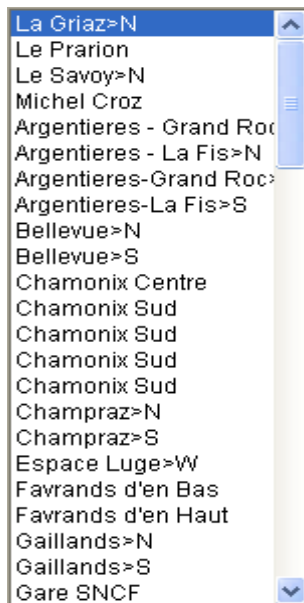 La Griaz>N
Le Prarion
Le Savoy>N
Michel Croz
Argentieres - Grand Roc
Argentieres - La Fis>N
Argentieres-Grand Roc>
Argentieres-La Fis>S
Bellevue>N
Bellevue>S
Chamonix Centre
Chamonix Sud
Chamonix Sud
Chamonix Sud
Chamonix Sud
Champraz>N
Champraz>S
Espace Luge>W
Favrands d'en Bas
Favrands d'en Haut
Gaillands>N
Gaillands>S
Gare SNCF